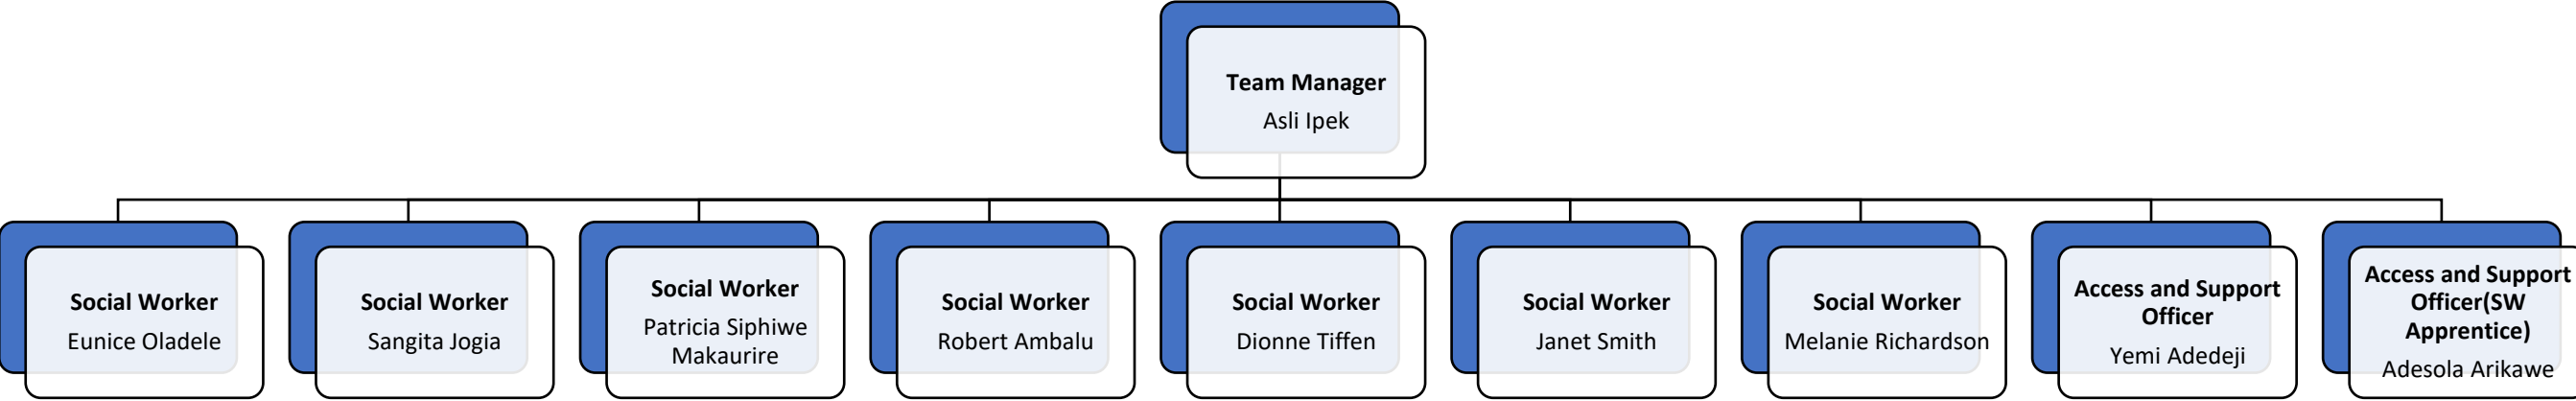 Team Manager
Asli Ipek
Social Worker
Eunice Oladele
Social Worker
Sangita Jogia
Social Worker
Patricia Siphiwe
Makaurire
Social Worker
Robert Ambalu
Social Worker
Dionne Tiffen
Social Worker
Janet Smith
Social Worker
Melanie Richardson
Access and Support
Officer
Yemi Adedeji
Access and Support
Officer(SW
Apprentice)
Adesola Arikawe